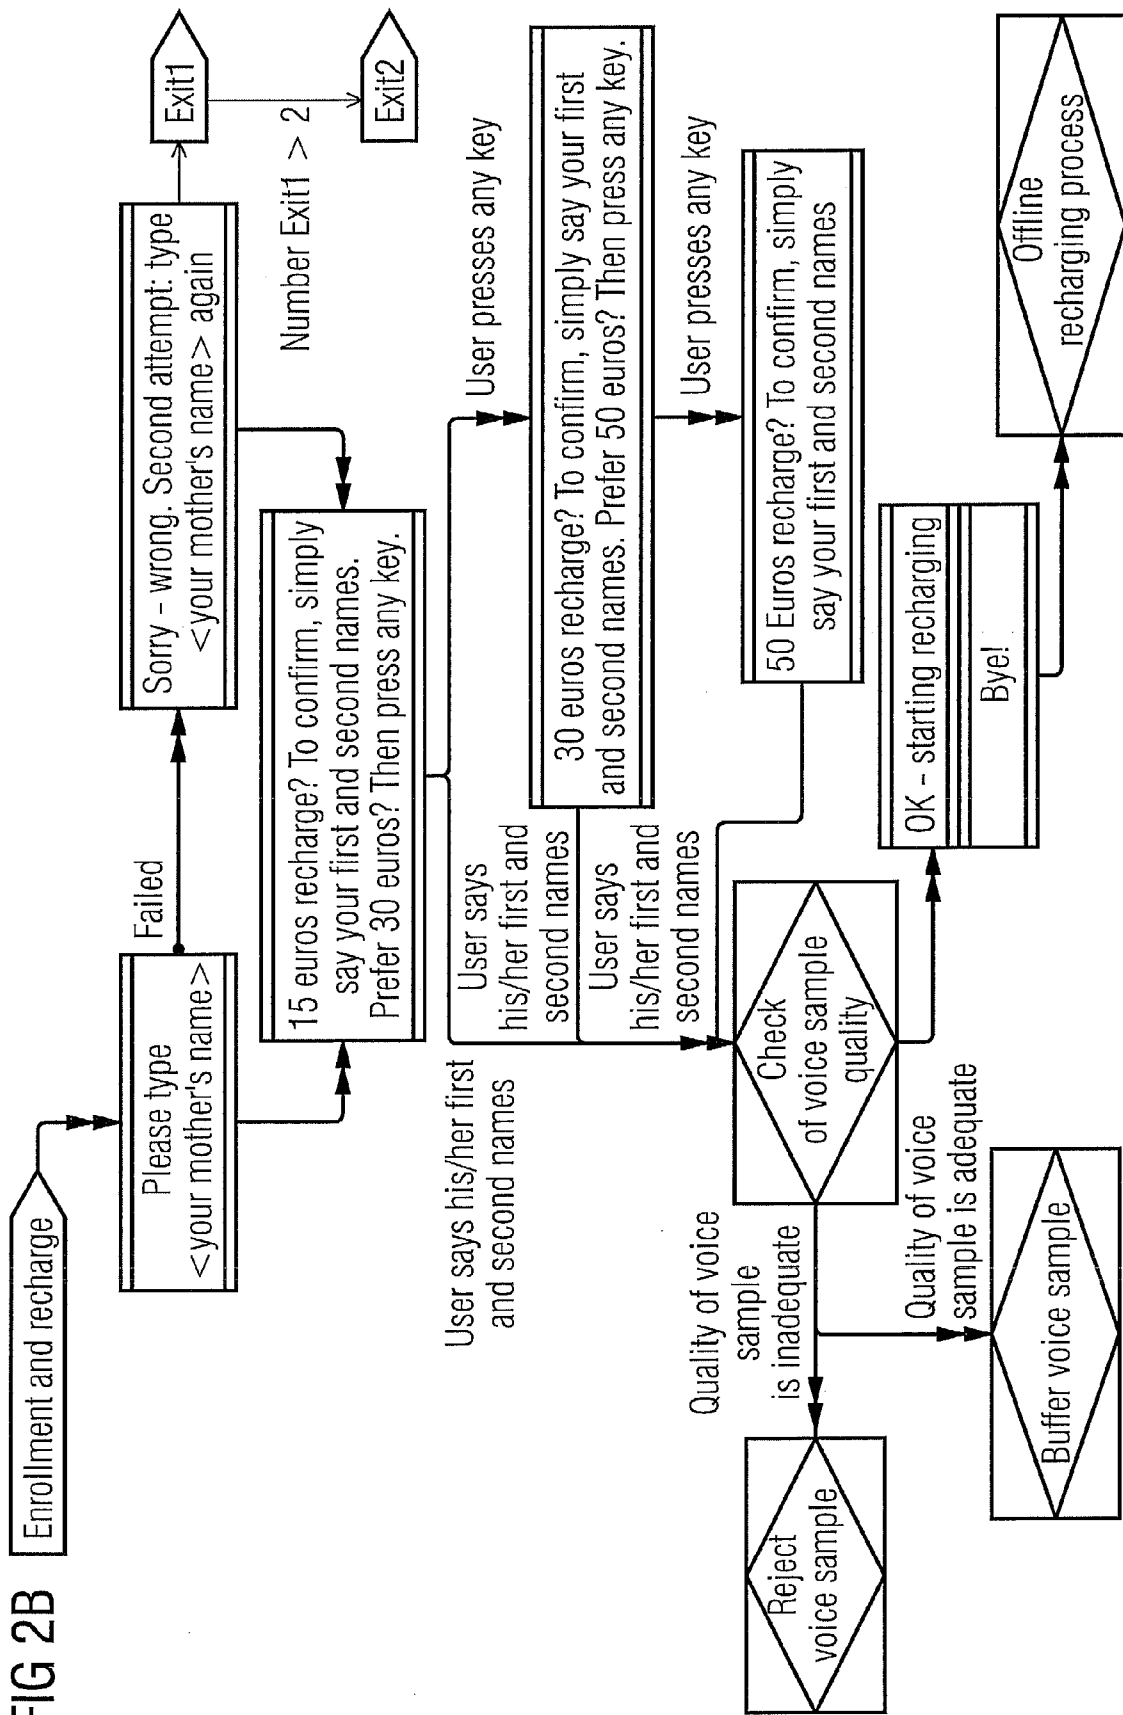 FIG 2B
Enrollment and recharge
Please type
<your mother's name>
Failed
Sorry - wrong. Second attempt: type
<your mother's name> again
Exit1
Number Exit1 > 2
Exit2
15 euros recharge? To confirm, simply
say your first and second names.
Prefer 30 euros? Then press any key.
User says his/her first
and second names
User says
his/her first and
second names
User presses any key
30 euros recharge? To confirm, simply say your first
and second names. Prefer 50 euros? Then press any key.
User says
his/her first and
second names
User presses any key
50 Euros recharge? To confirm, simply
say your first and second names
Check
of voice sample
quality
Quality of voice
sample
is inadequate
Reject
voice sample
Quality of voice
sample is adequate
Buffer voice sample
OK - starting recharging
Bye!
Offline
recharging process